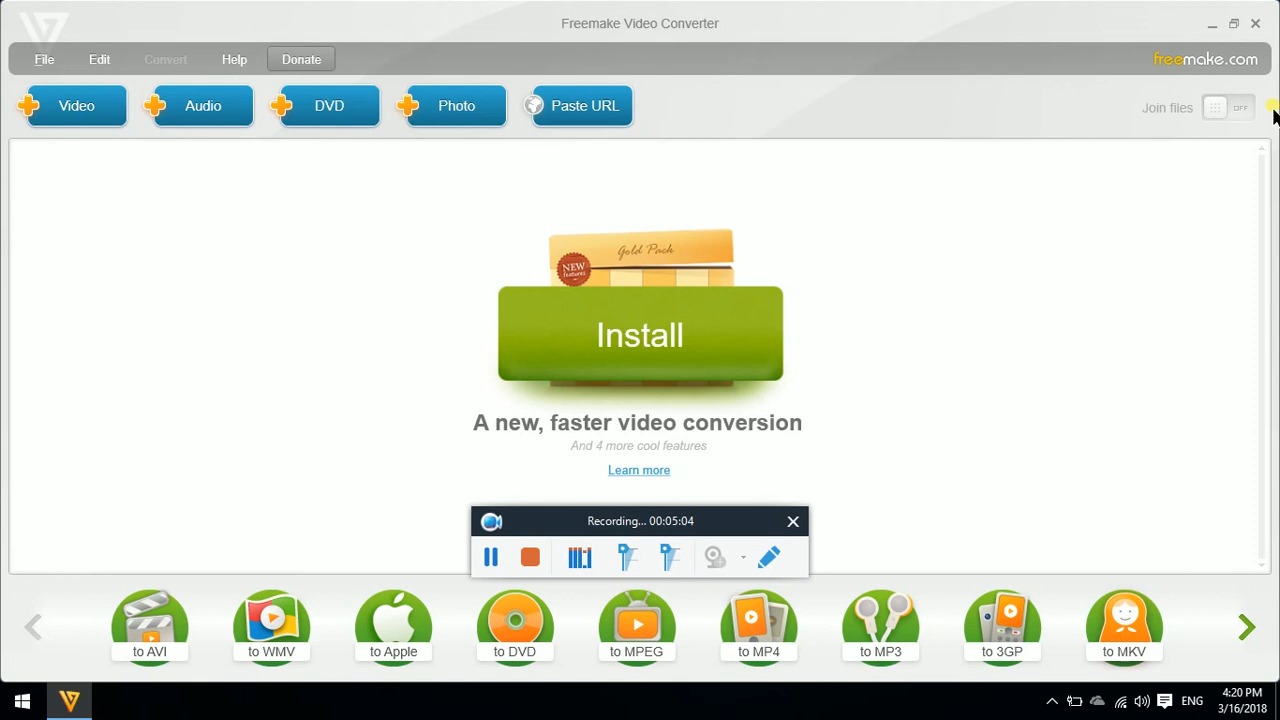 Freemake Video Converter
File Edit Convert Help Donate
freemake.com
Video Audio DVD Photo Paste URL
Join files OFF
Gold Pack
NEW
features
Install
A new, faster video conversion
And 4 more cool features
Learn more
Recording... 00:05:04
to AVI to WMV to Apple to DVD to MPEG to MP4 to MP3 to 3GP to MKV
ENG
4:20 PM
3/16/2018